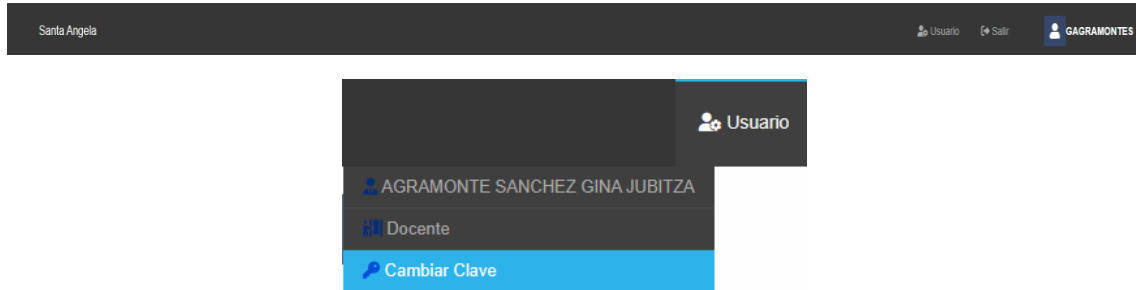 Santa Angela Usuario Salir GAGRAMONTES
Usuario
AGRAMONTE SANCHEZ GINA JUBITZA
Docente
Cambiar Clave